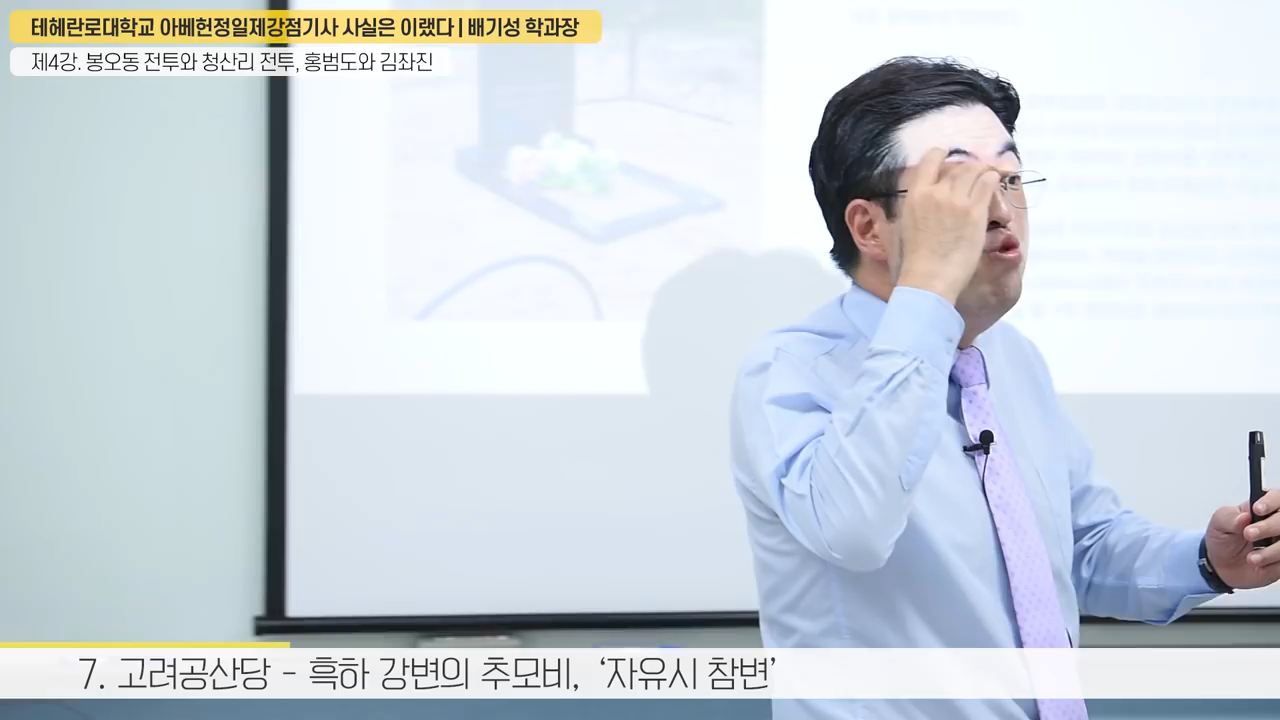 테헤란로대학교 아베헌정일제강점기사 사실은 이랬다 | 배기성 학과장
제4강. 봉오동 전투와 청산리 전투, 홍범도와 김좌진
7. 고려공산당 - 흑하 강변의 추모비, ‘자유시 참변’